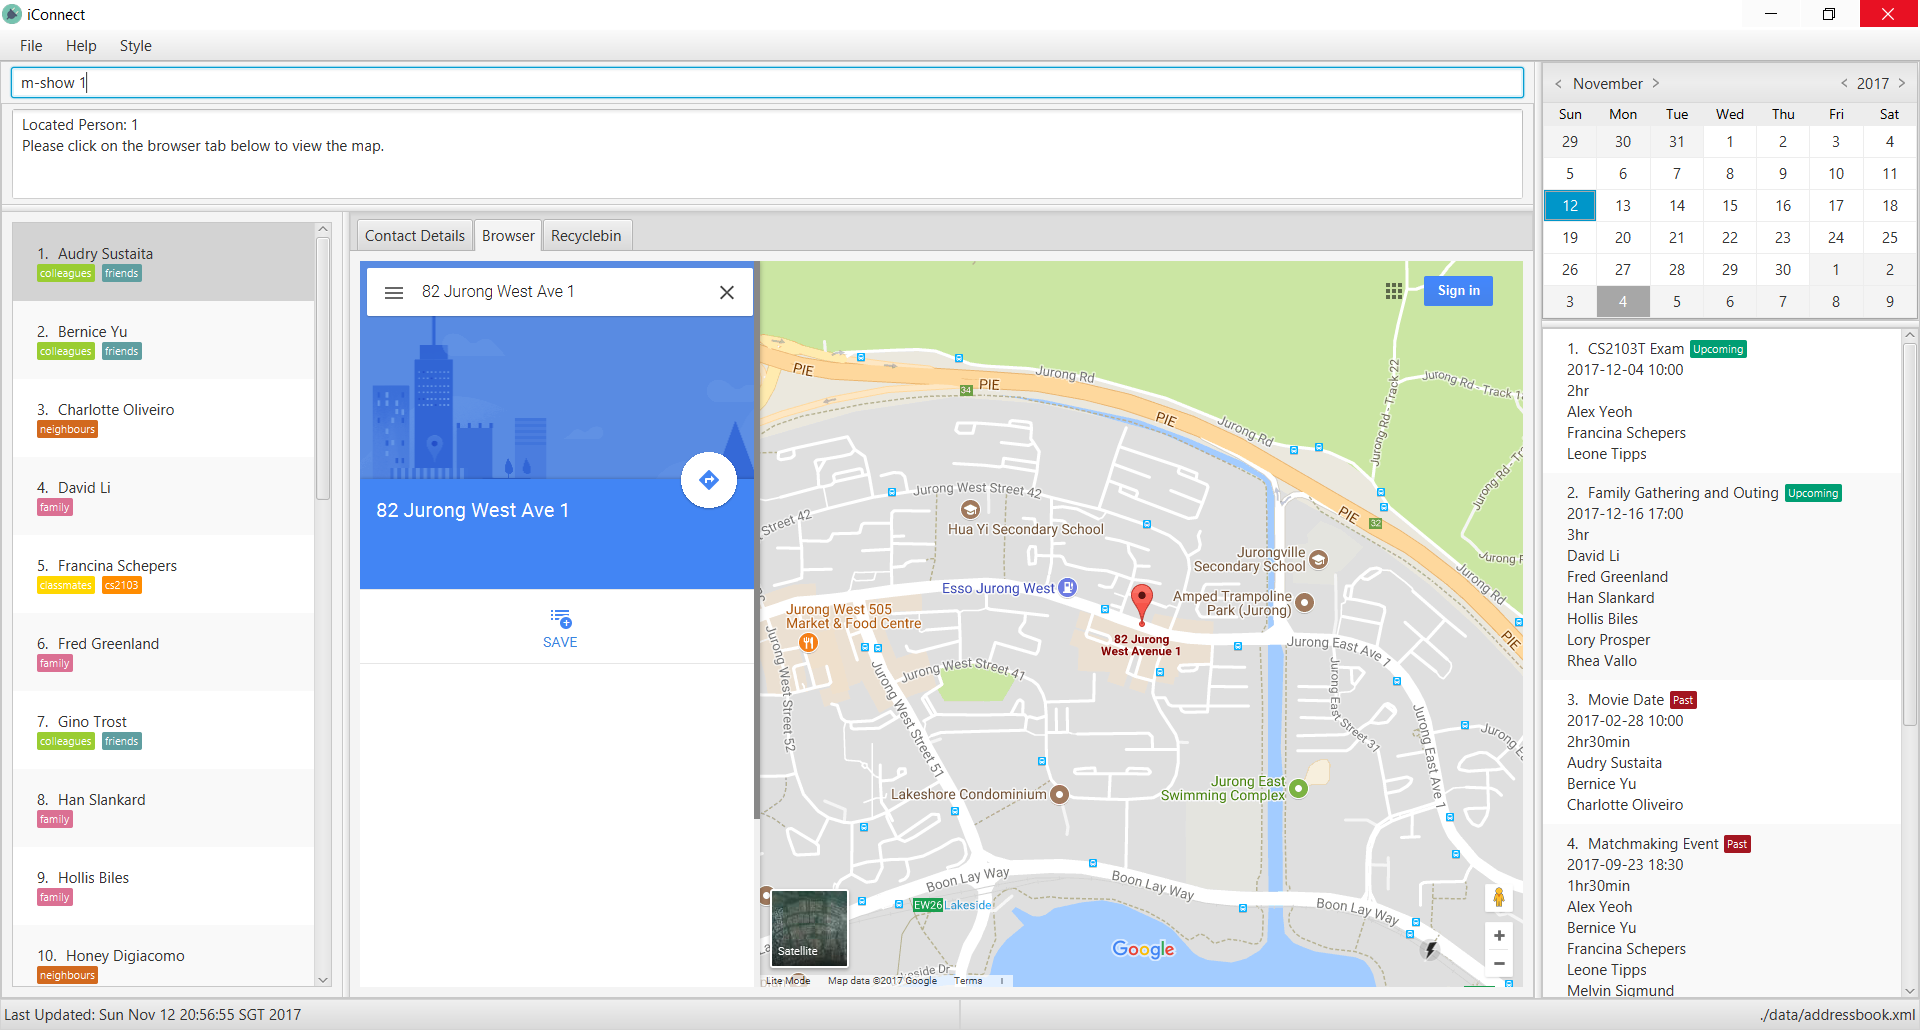 iConnect
File Help Style
m-show 1
Located Person: 1
Please click on the browser tab below to view the map.
1. Audry Sustaita
colleagues friends
2. Bernice Yu
colleagues friends
3. Charlotte Oliveiro
neighbours
4. David Li
family
5. Francina Schepers
classmates cs2103
6. Fred Greenland
family
7. Gino Trost
colleagues friends
8. Han Slankard
family
9. Hollis Biles
family
10. Honey Digiacomo
neighbours
Contact Details Browser Recyclebin
82 Jurong West Ave 1
82 Jurong West Ave 1
SAVE
Sign in
PIE
34
PIE
Jurong Rd
PIE
Jurong Rd
Jurong Rd - Track 22
Jurong Rd - Track 1
Jurong Rd - Tr
PIE
32
Jurong
Jurong Rd
PIE
Jurong West Street 42
Street 42
Hua Yi Secondary School
Jurongville
Secondary School
Esso Jurong West
Amped Trampoline
Park (Jurong)
Jurong West 505
Market & Food Centre
82 Jurong
West Avenue 1
Jurong East Ave 1
Jurong West Street 41
Jurong West Street 52
Jurong West Street 51
Jurong East Street 31
Jurong East Ave 1
Jurong E
Jurong East
Swimming Complex
Lakeshore Condominium
Boon Lay Way
Boon Lay Way
Boon Lay Way
EW26 Lakeside
Satellite
Google
eside Dr
Lite Mode Map data ©2017 Google Terms
November 2017
Sun Mon Tue Wed Thu Fri Sat
29 30 31 1 2 3 4
5 6 7 8 9 10 11
12 13 14 15 16 17 18
19 20 21 22 23 24 25
26 27 28 29 30 1 2
3 4 5 6 7 8 9
1. CS2103T Exam Upcoming
2017-12-04 10:00
2hr
Alex Yeoh
Francina Schepers
Leone Tipps
2. Family Gathering and Outing Upcoming
2017-12-16 17:00
3hr
David Li
Fred Greenland
Han Slankard
Hollis Biles
Lory Prosper
Rhea Vallo
3. Movie Date Past
2017-02-28 10:00
2hr30min
Audry Sustaita
Bernice Yu
Charlotte Oliveiro
4. Matchmaking Event Past
2017-09-23 18:30
1hr30min
Alex Yeoh
Bernice Yu
Francina Schepers
Leone Tipps
Melvin Sigmund
Last Updated: Sun Nov 12 20:56:55 SGT 2017
./data/addressbook.xml